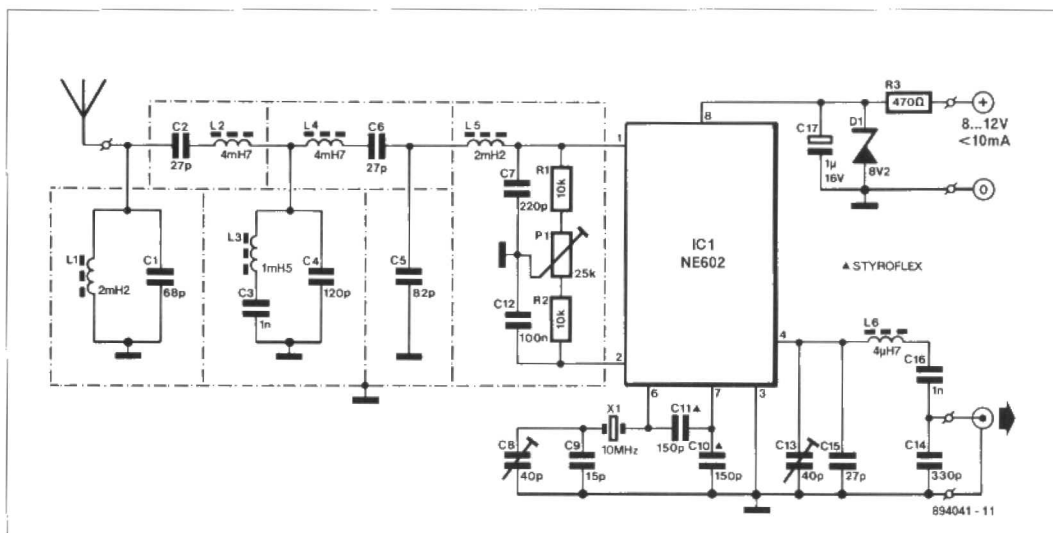 R3
470Ω
+
8...12V
<10mA
0
C17
1µ
16V
D1
8V2
C2
27p
L2
4mH7
L4
4mH7
C6
27p
L5
2mH2
L1
2mH2
C1
68p
L3
1mH5
C3
1n
C4
120p
C5
82p
C7
220p
C12
100n
R1
10k
P1
25k
R2
10k
1
2
8
IC1
NE602
4
6
7
3
▲ STYROFLEX
L6
4µH7
C16
1n
C8
40p
C9
15p
X1
10MHz
C11▲
150p
C10▲
150p
C13
40p
C15
27p
C14
330p
894041 - 11